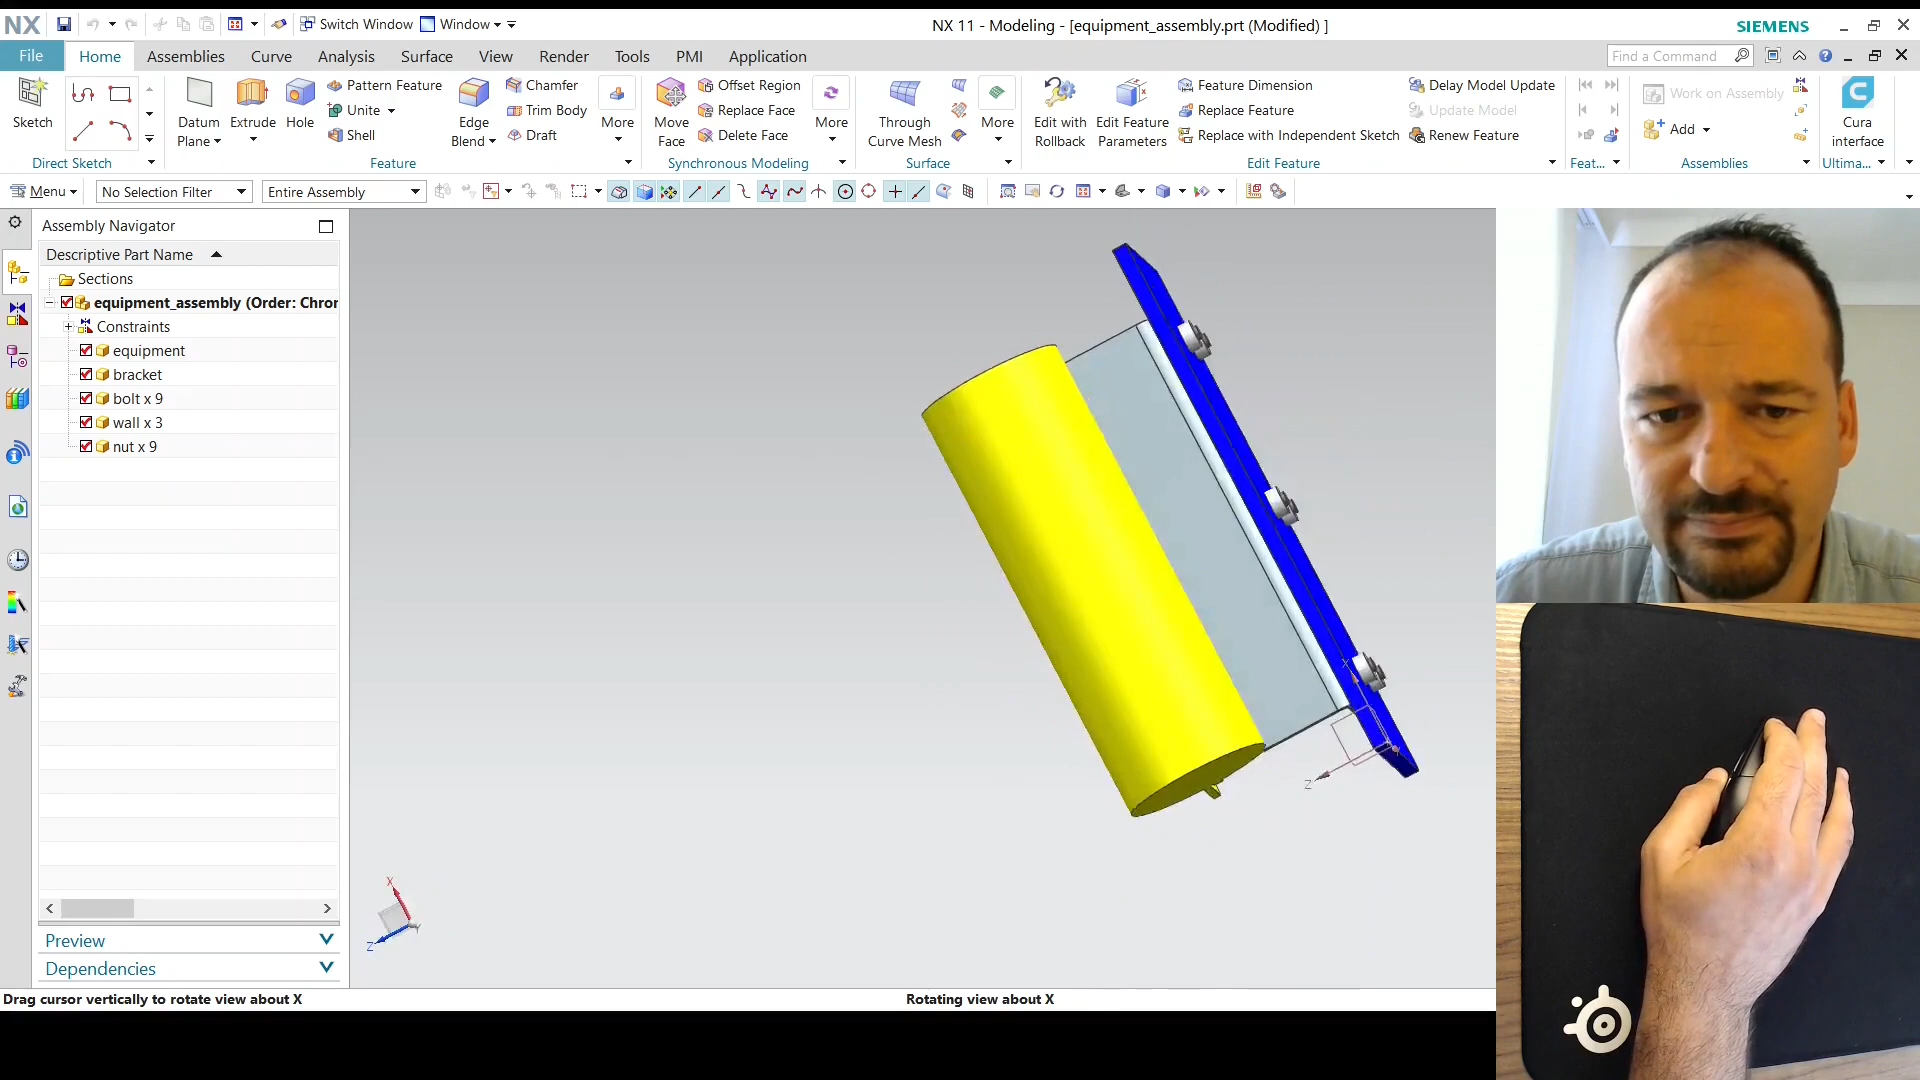 NX
Switch Window
Window
NX 11 - Modeling - [equipment_assembly.prt (Modified) ]
SIEMENS
File
Home
Assemblies
Curve
Analysis
Surface
View
Render
Tools
PMI
Application
Find a Command
Sketch
Direct Sketch
Datum Plane
Extrude
Hole
Pattern Feature
Unite
Shell
Edge Blend
Chamfer
Trim Body
Draft
More
Feature
Move Face
Offset Region
Replace Face
Delete Face
More
Synchronous Modeling
Through Curve Mesh
More
Surface
Edit with Rollback
Edit Feature Parameters
Feature Dimension
Replace Feature
Replace with Independent Sketch
Delay Model Update
Update Model
Renew Feature
Edit Feature
Feat...
Work on Assembly
Add
Assemblies
Cura interface
Ultima...
Menu
No Selection Filter
Entire Assembly
Assembly Navigator
Descriptive Part Name
Sections
equipment_assembly (Order: Chror
Constraints
equipment
bracket
bolt x 9
wall x 3
nut x 9
Preview
Dependencies
X
Z
X
Z
Drag cursor vertically to rotate view about X
Rotating view about X